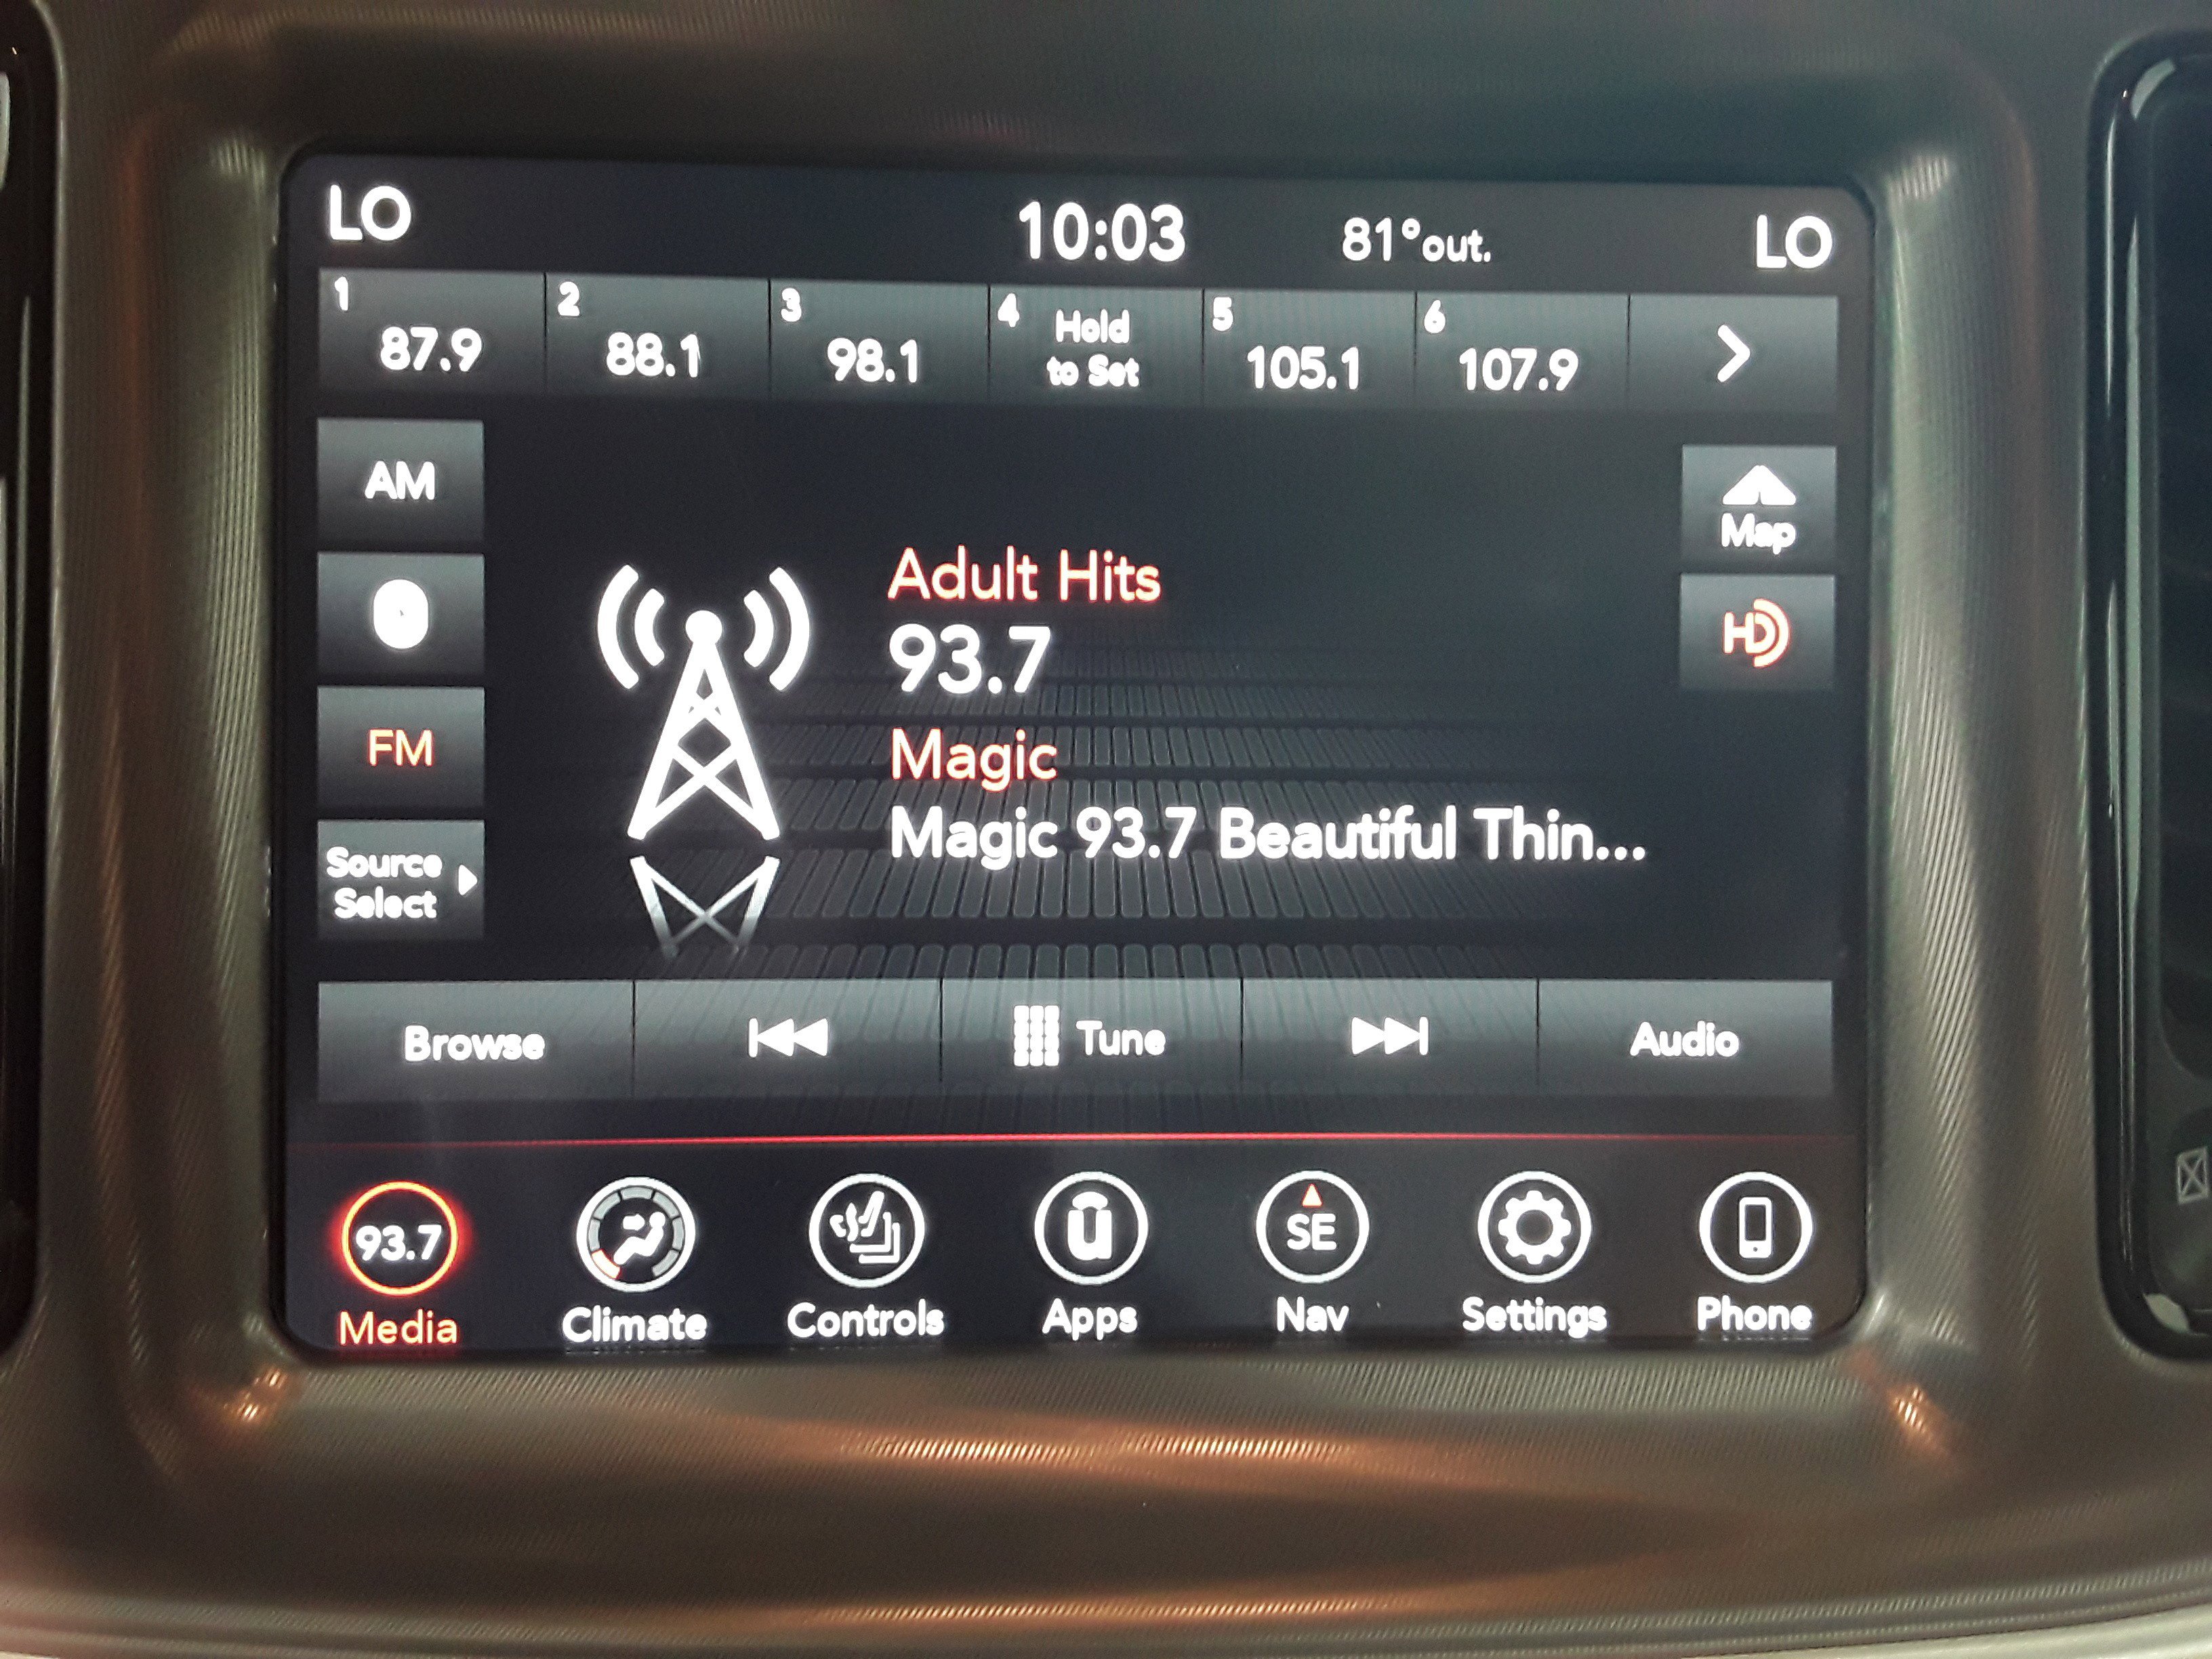 LO 10:03 81°out. LO
1 2 3 4 Hold 5 6
87.9 88.1 98.1 to Set 105.1 107.9
AM
Map
HD
Adult Hits
93.7
FM
Magic
Magic 93.7 Beautiful Thin...
Source
Select
Browse Tune Audio
93.7 SE
Media Climate Controls Apps Nav Settings Phone